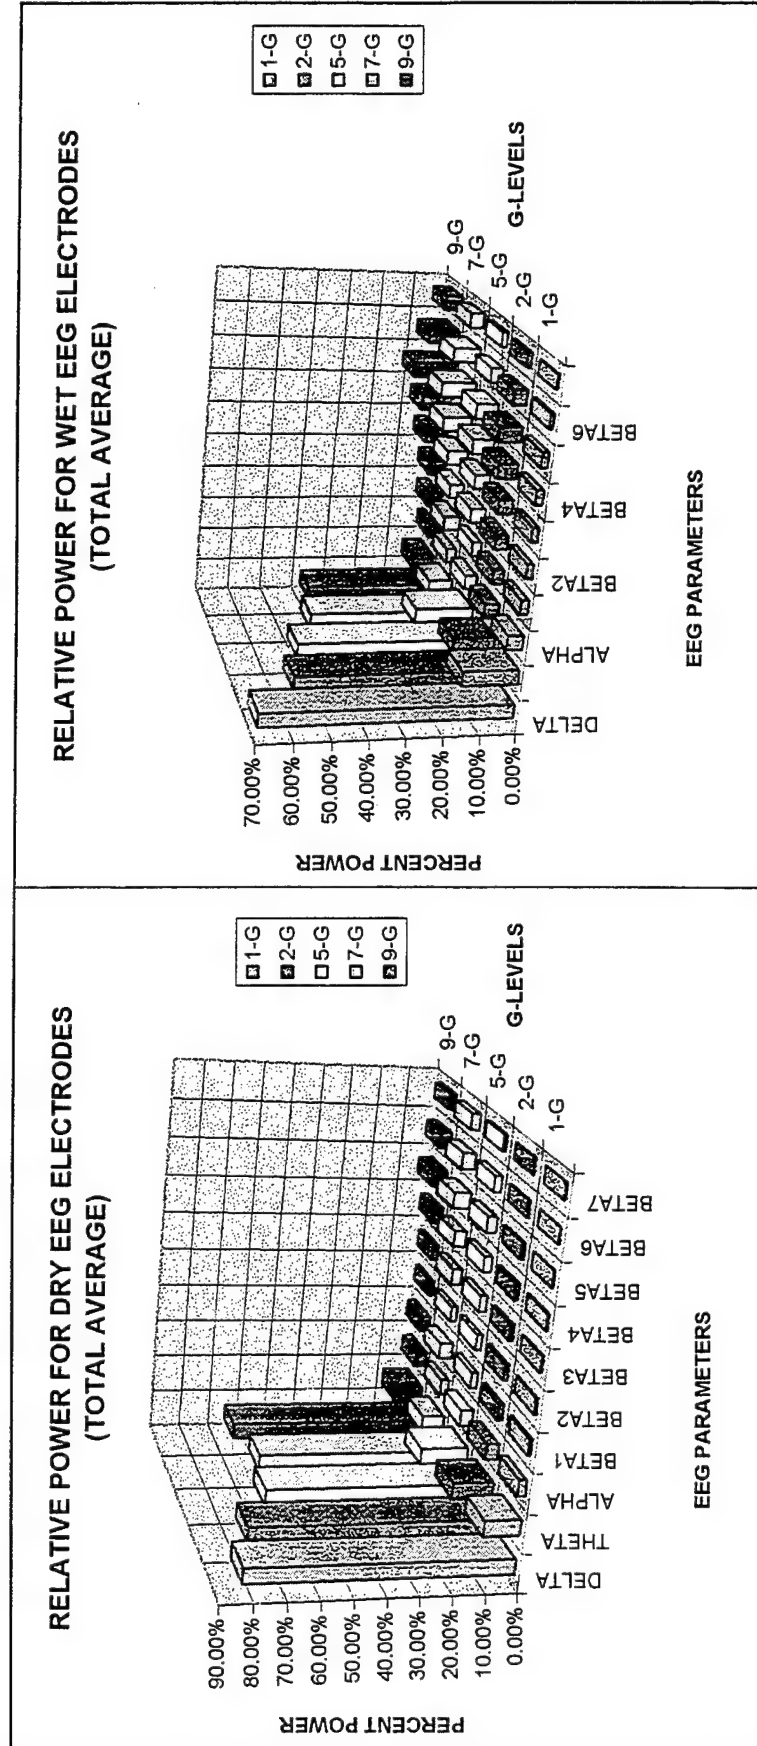 RELATIVE POWER FOR DRY EEG ELECTRODES
(TOTAL AVERAGE)
PERCENT POWER
90.00%
80.00%
70.00%
60.00%
50.00%
40.00%
30.00%
20.00%
10.00%
0.00%
DELTA
THETA
ALPHA
BETA1
BETA2
BETA3
BETA4
BETA5
BETA6
BETA7
EEG PARAMETERS
9-G
7-G
5-G
2-G
1-G
G-LEVELS
1-G
2-G
5-G
7-G
9-G
RELATIVE POWER FOR WET EEG ELECTRODES
(TOTAL AVERAGE)
PERCENT POWER
70.00%
60.00%
50.00%
40.00%
30.00%
20.00%
10.00%
0.00%
DELTA
ALPHA
BETA2
BETA4
BETA6
EEG PARAMETERS
9-G
7-G
5-G
2-G
1-G
G-LEVELS
1-G
2-G
5-G
7-G
9-G